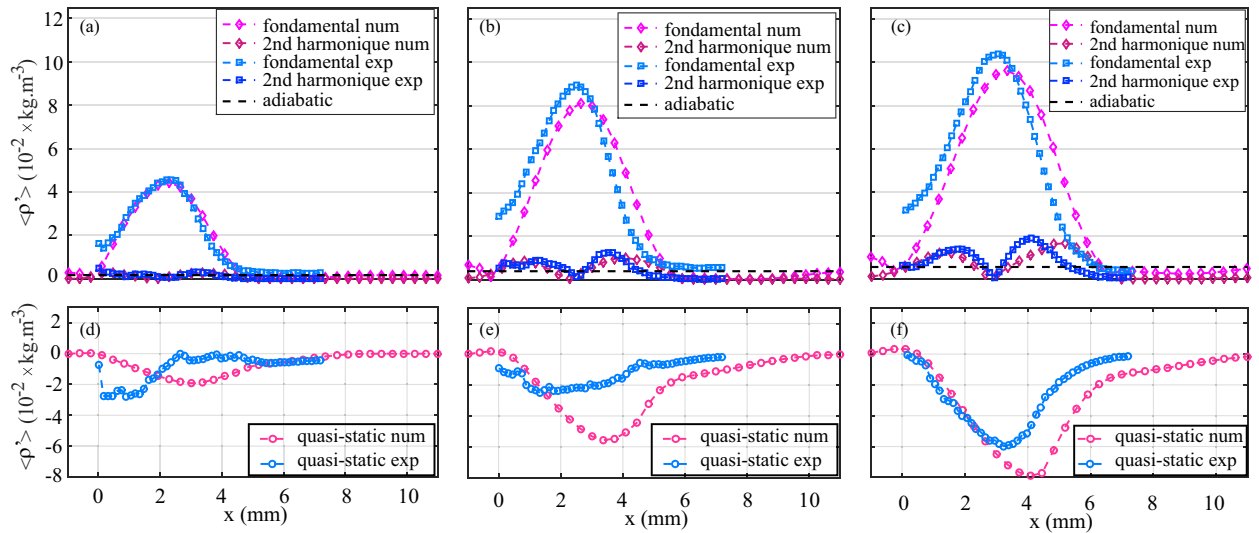 (a)
fondamental num
2nd harmonique num
fondamental exp
2nd harmonique exp
adiabatic
(b)
fondamental num
2nd harmonique num
fondamental exp
2nd harmonique exp
adiabatic
(c)
fondamental num
2nd harmonique num
fondamental exp
2nd harmonique exp
adiabatic
12
10
8
6
4
2
0
<ρ'> (10⁻² × kg.m⁻³)
(d)
quasi-static num
quasi-static exp
(e)
quasi-static num
quasi-static exp
(f)
quasi-static num
quasi-static exp
2
0
-2
-4
-6
-8
<ρ'> (10⁻² × kg.m⁻³)
0 2 4 6 8 10
x (mm)
0 2 4 6 8 10
x (mm)
0 2 4 6 8 10
x (mm)